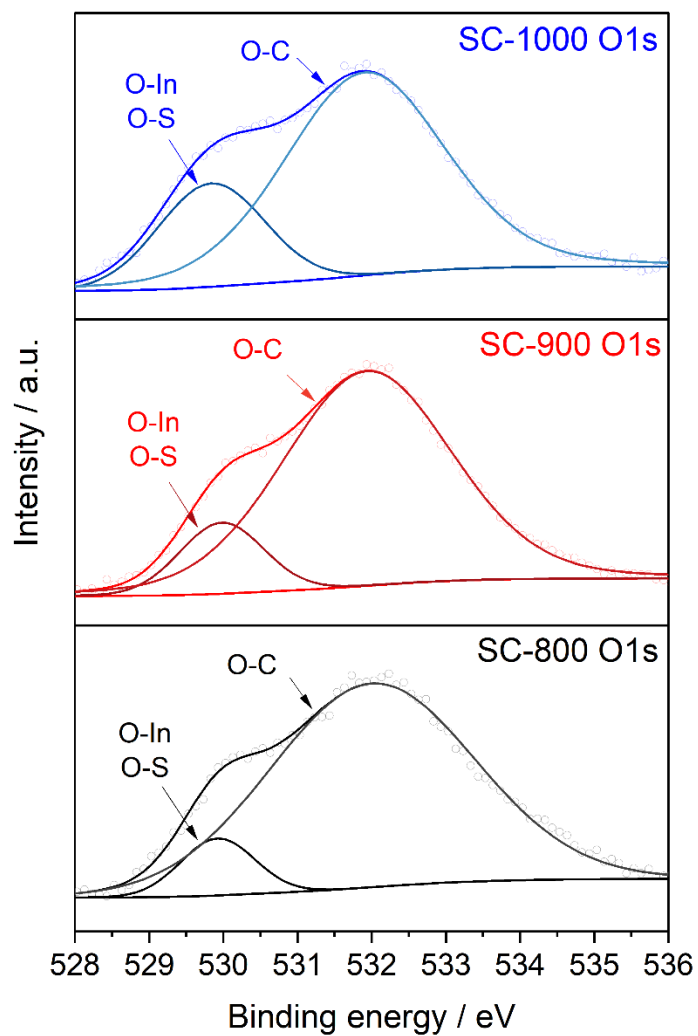 SC-1000 O1s
O-C
O-In
O-S
SC-900 O1s
O-C
O-In
O-S
SC-800 O1s
O-C
O-In
O-S
Intensity / a.u.
528 529 530 531 532 533 534 535 536
Binding energy / eV